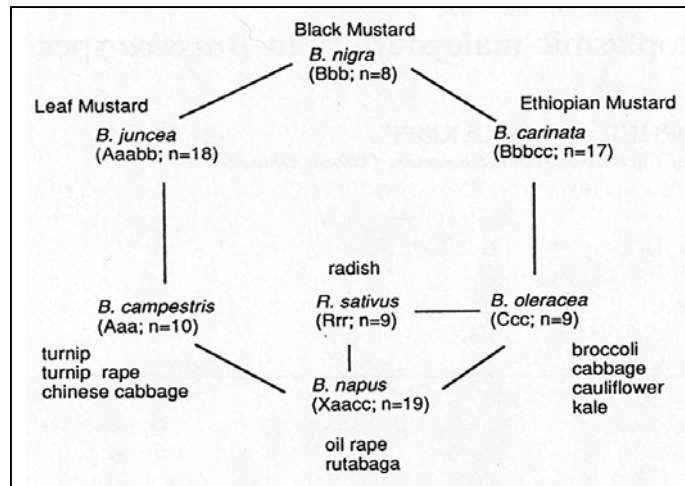 Black Mustard
B. nigra
(Bbb; n=8)
Leaf Mustard
B. juncea
(Aaabb; n=18)
Ethiopian Mustard
B. carinata
(Bbbcc; n=17)
radish
R. sativus
(Rrr; n=9)
B. campestris
(Aaa; n=10)
B. oleracea
(Ccc; n=9)
turnip
turnip rape
chinese cabbage
broccoli
cabbage
cauliflower
kale
B. napus
(Xaacc; n=19)
oil rape
rutabaga